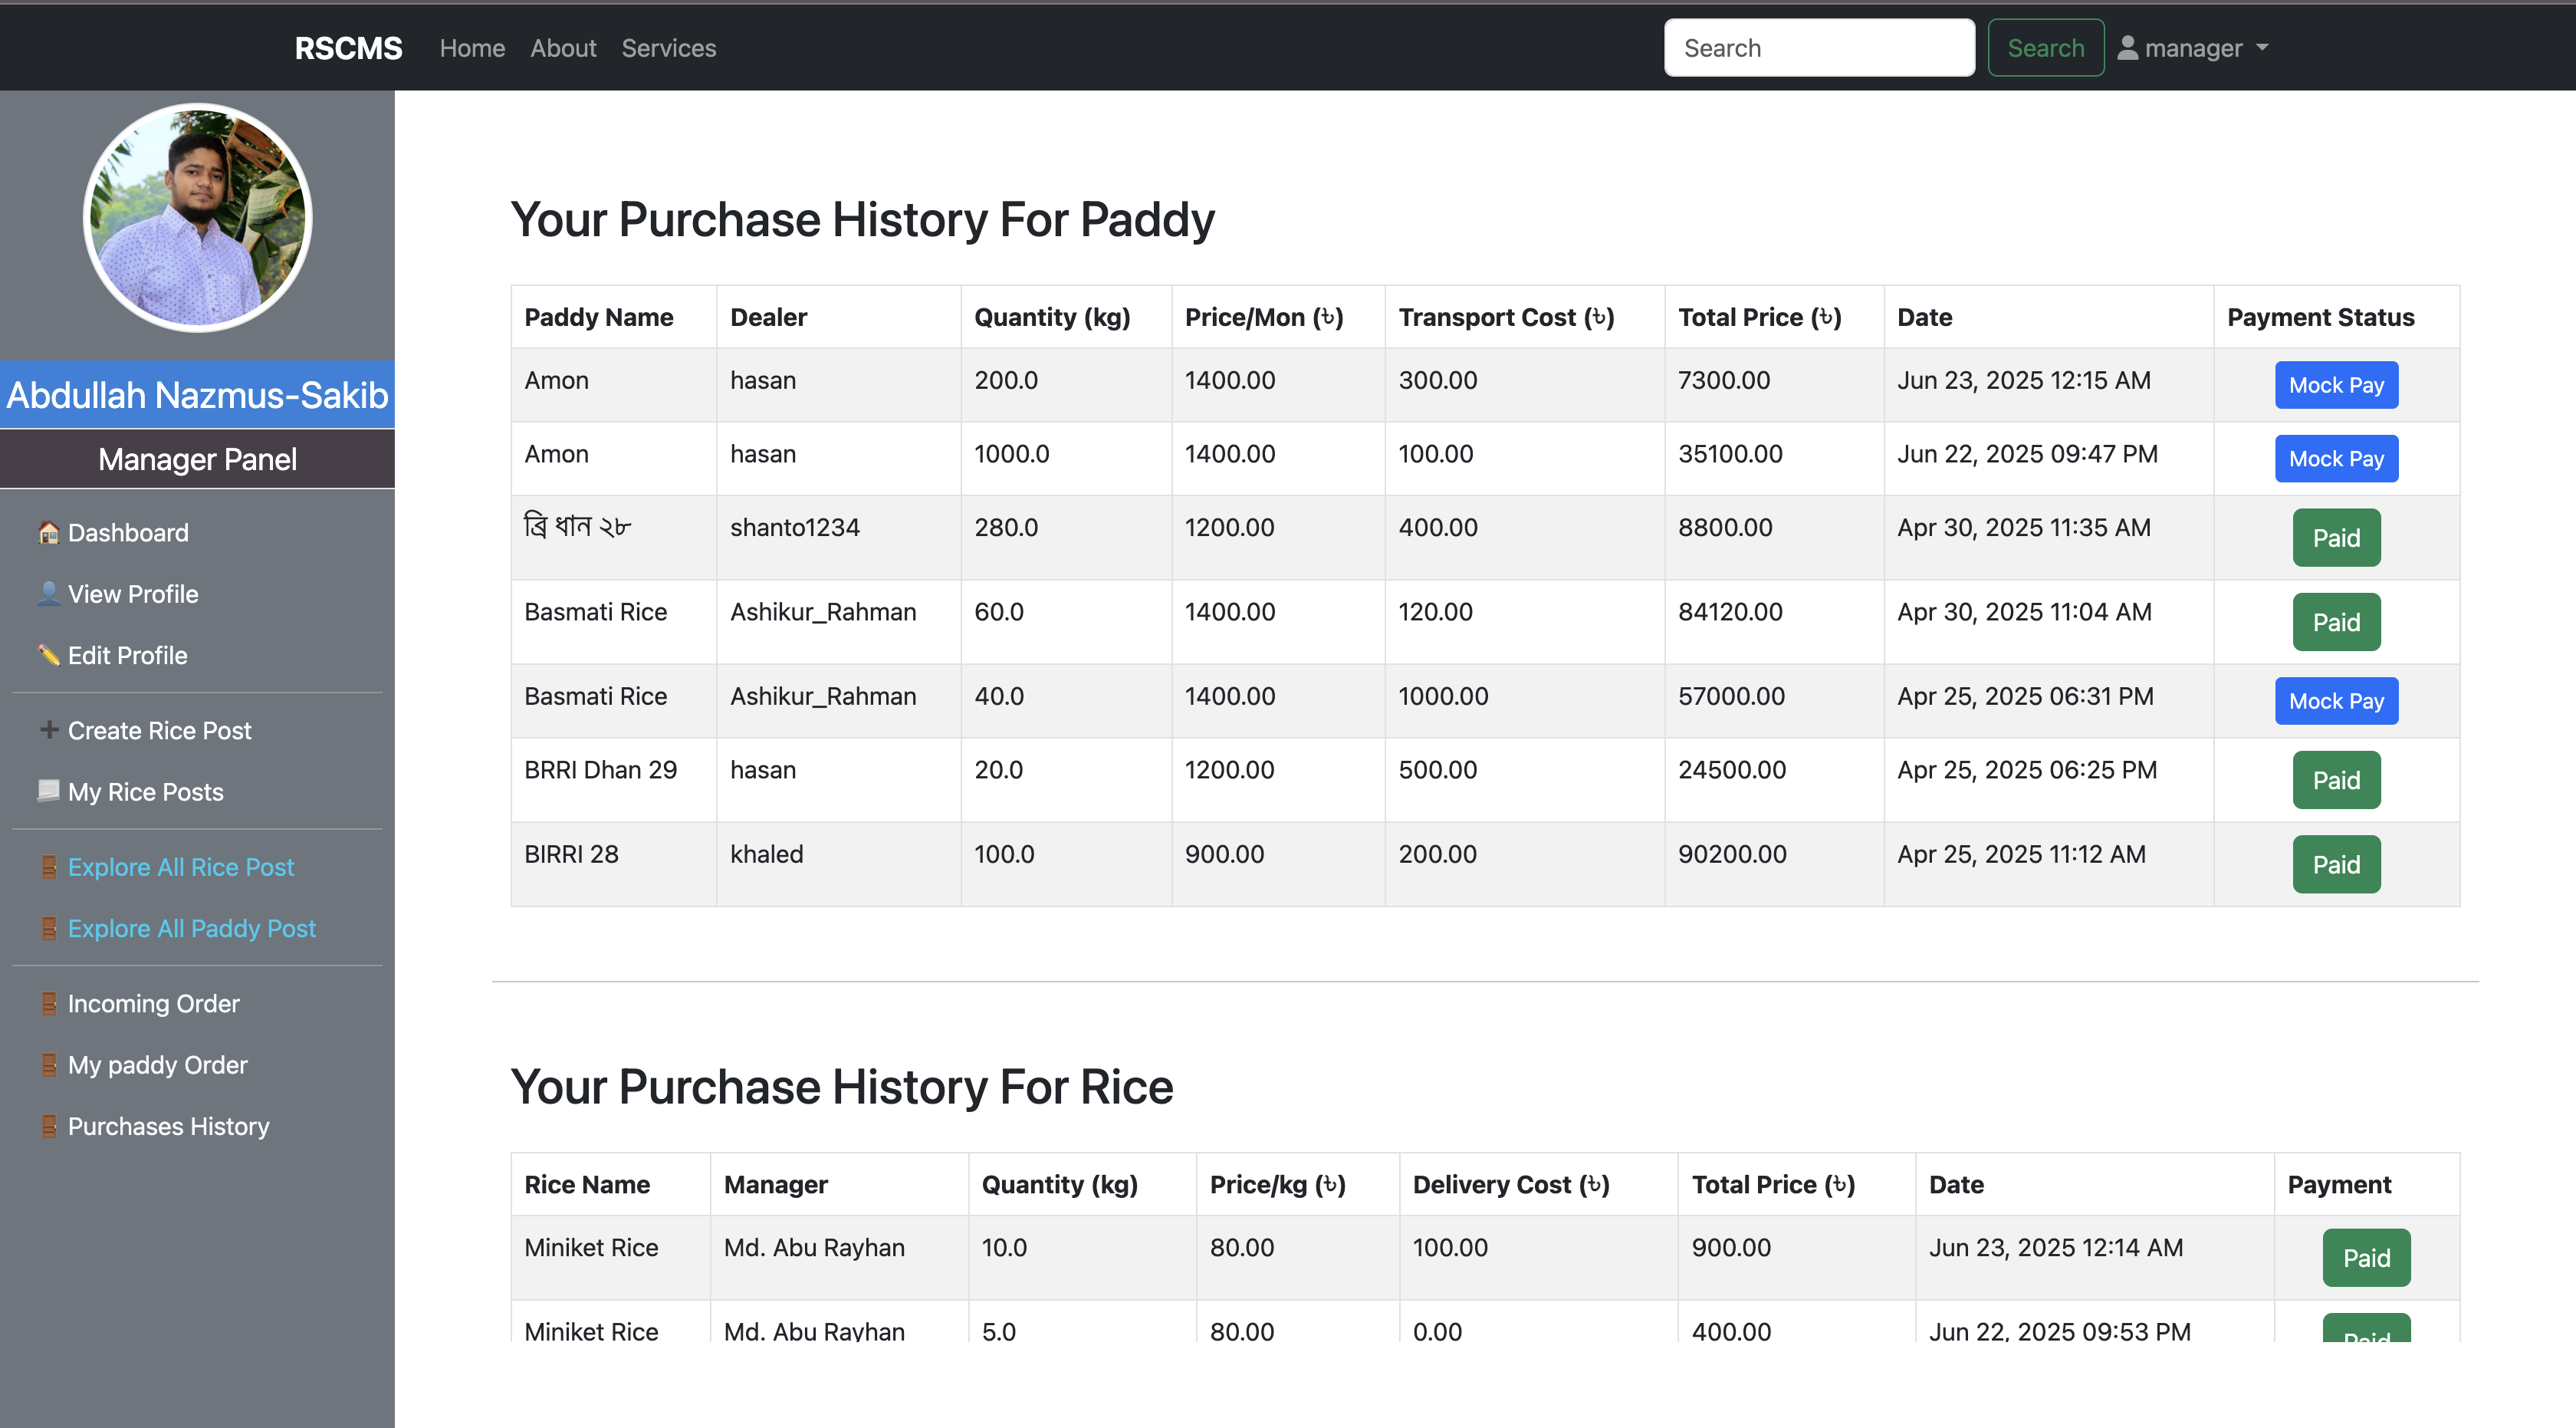 RSCMS Home About Services Search Search manager
Abdullah Nazmus-Sakib
Manager Panel
Dashboard
View Profile
Edit Profile
Create Rice Post
My Rice Posts
Explore All Rice Post
Explore All Paddy Post
Incoming Order
My paddy Order
Purchases History
Your Purchase History For Paddy
Paddy Name Dealer Quantity (kg) Price/Mon (৳) Transport Cost (৳) Total Price (৳) Date Payment Status
Amon hasan 200.0 1400.00 300.00 7300.00 Jun 23, 2025 12:15 AM Mock Pay
Amon hasan 1000.0 1400.00 100.00 35100.00 Jun 22, 2025 09:47 PM Mock Pay
ব্রি ধান ২৮ shanto1234 280.0 1200.00 400.00 8800.00 Apr 30, 2025 11:35 AM Paid
Basmati Rice Ashikur_Rahman 60.0 1400.00 120.00 84120.00 Apr 30, 2025 11:04 AM Paid
Basmati Rice Ashikur_Rahman 40.0 1400.00 1000.00 57000.00 Apr 25, 2025 06:31 PM Mock Pay
BRRI Dhan 29 hasan 20.0 1200.00 500.00 24500.00 Apr 25, 2025 06:25 PM Paid
BIRRI 28 khaled 100.0 900.00 200.00 90200.00 Apr 25, 2025 11:12 AM Paid
Your Purchase History For Rice
Rice Name Manager Quantity (kg) Price/kg (৳) Delivery Cost (৳) Total Price (৳) Date Payment
Miniket Rice Md. Abu Rayhan 10.0 80.00 100.00 900.00 Jun 23, 2025 12:14 AM Paid
Miniket Rice Md. Abu Rayhan 5.0 80.00 0.00 400.00 Jun 22, 2025 09:53 PM Paid